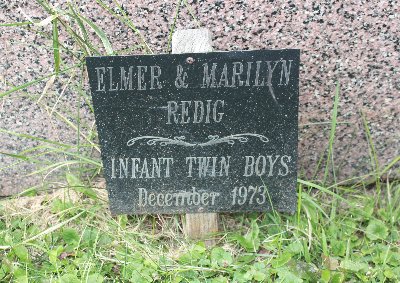 ELMER & MARILYN
REDIG
INFANT TWIN BOYS
December 1973